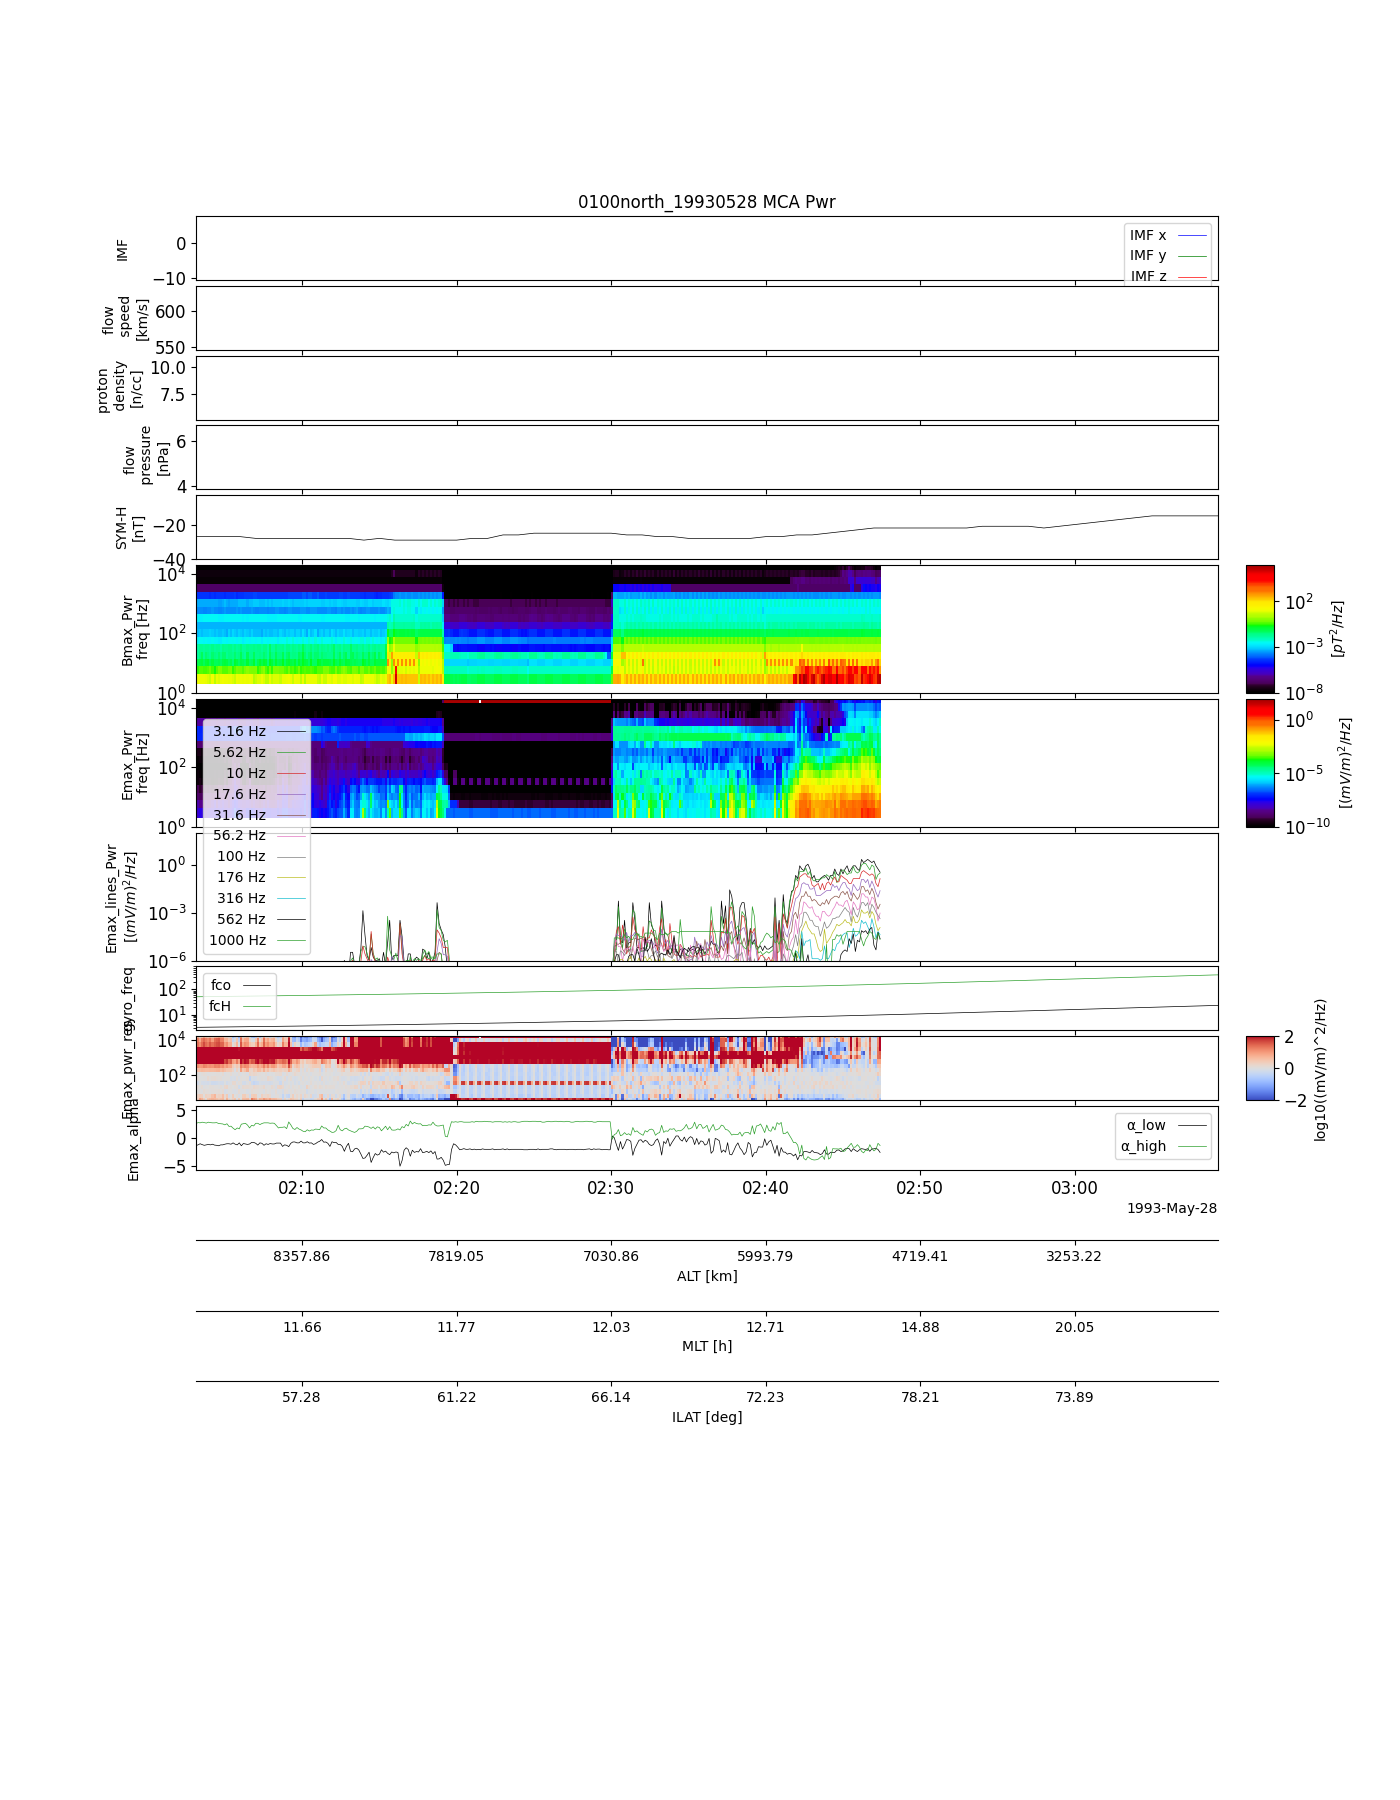 0100north_19930528 MCA Pwr
IMF
0
−10
IMF x
IMF y
IMF z
flow
speed
[km/s]
600
550
proton
density
[n/cc]
10.0
7.5
flow
pressure
[nPa]
6
4
SYM-H
[nT]
−20
−40
Bmax_Pwr
freq [Hz]
10^4
10^2
10^0
10^2
10^−3
10^−8
[pT^2/Hz]
Emax_Pwr
freq [Hz]
10^4
10^2
10^0
10^0
10^−5
10^−10
[(mV/m)^2/Hz]
3.16 Hz
5.62 Hz
10 Hz
17.6 Hz
31.6 Hz
56.2 Hz
100 Hz
176 Hz
316 Hz
562 Hz
1000 Hz
Emax_lines_Pwr
[(mV/m)^2/Hz]
10^0
10^−3
10^−6
gyro_freq
10^2
10^1
fco
fcH
Emax_pwr_reg
10^4
10^2
2
0
−2
log10((mV/m)^2/Hz)
Emax_alpha
5
0
−5
α_low
α_high
02:10 02:20 02:30 02:40 02:50 03:00
1993-May-28
8357.86 7819.05 7030.86 5993.79 4719.41 3253.22
ALT [km]
11.66 11.77 12.03 12.71 14.88 20.05
MLT [h]
57.28 61.22 66.14 72.23 78.21 73.89
ILAT [deg]